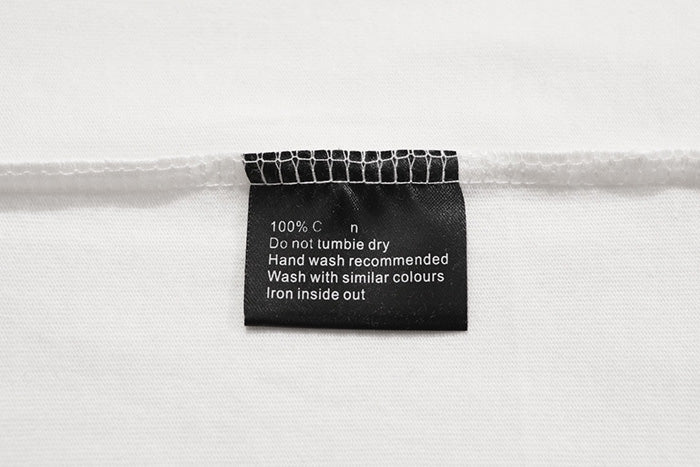 100%
Do not tumbie dry
Hand wash recommended
Wash with similar colours
Iron inside out